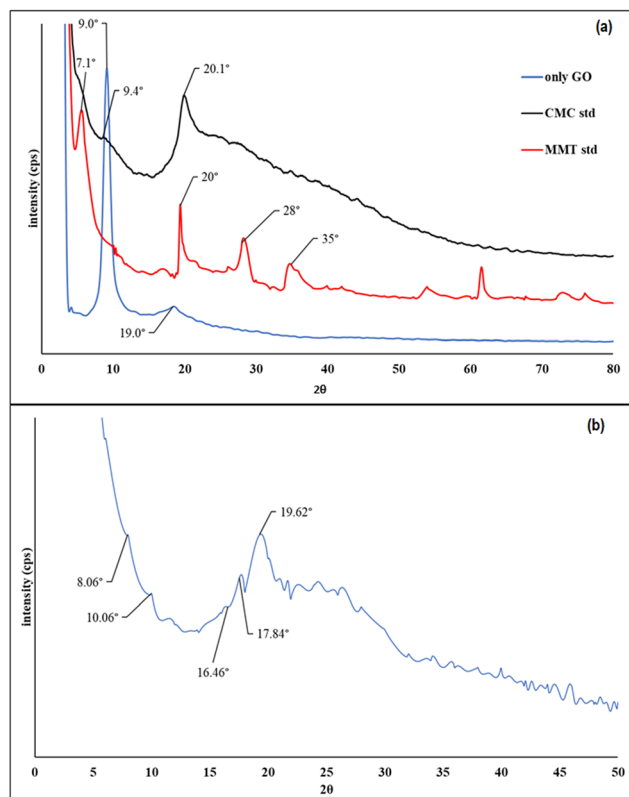 (a)
9.0°
7.1°
9.4°
20.1°
only GO
CMC std
MMT std
20°
28°
35°
19.0°
intensity (cps)
0 10 20 30 40 50 60 70 80
2θ
(b)
19.62°
8.06°
10.06°
17.84°
16.46°
intensity (cps)
0 5 10 15 20 25 30 35 40 45 50
2θ